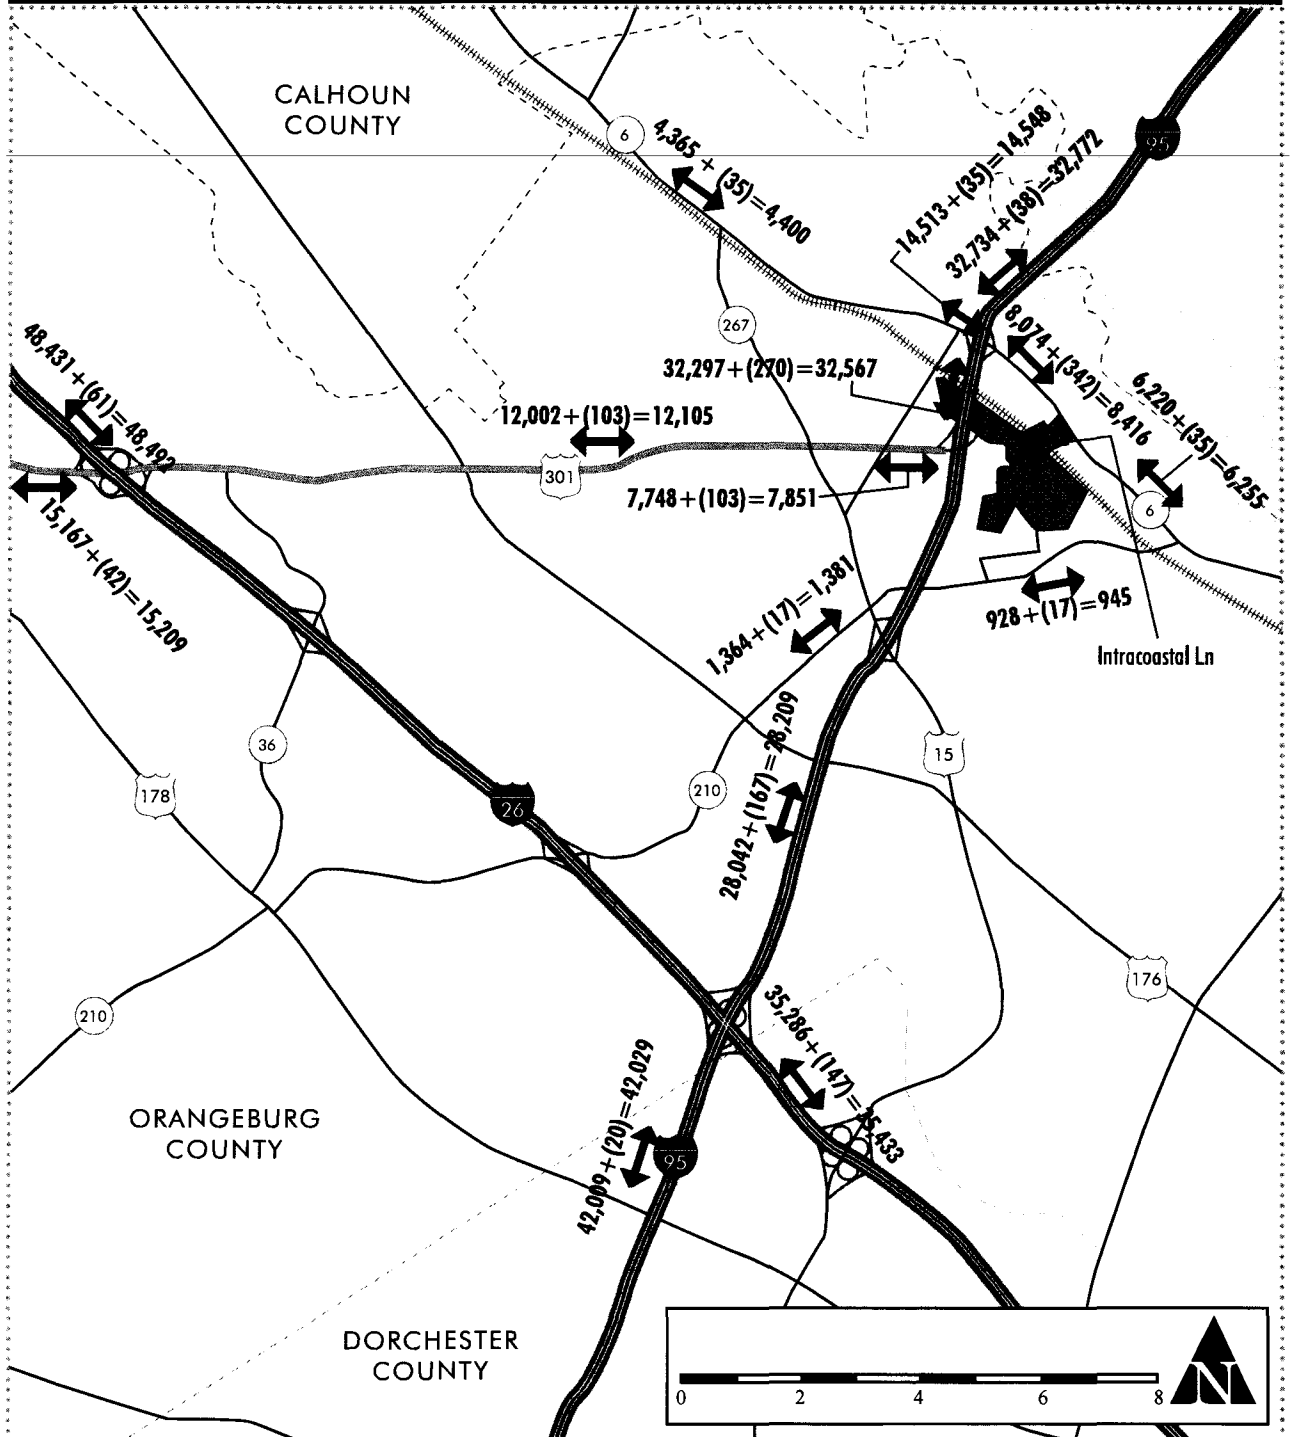 CALHOUN
COUNTY
6
4,365 + (35)=4,400
14,513+(35)=14,548
32,734+(38)=32,772
95
267
8,074+(342)=8,416
48,431+(61)=48,492
32,297+(270)=32,567
6,220+(35)=6,255
12,002+(103)=12,105
301
7,748+(103)=7,851
6
15,167+(42)=15,209
1,364+(17)=1,381
928+(17)=945
Intracoastal Ln
36
28,042+(167)=28,209
15
178
26
210
176
210
35,286+(147)=35,433
42,009+(20)=42,029
ORANGEBURG
COUNTY
95
DORCHESTER
COUNTY
N
0 2 4 6 8